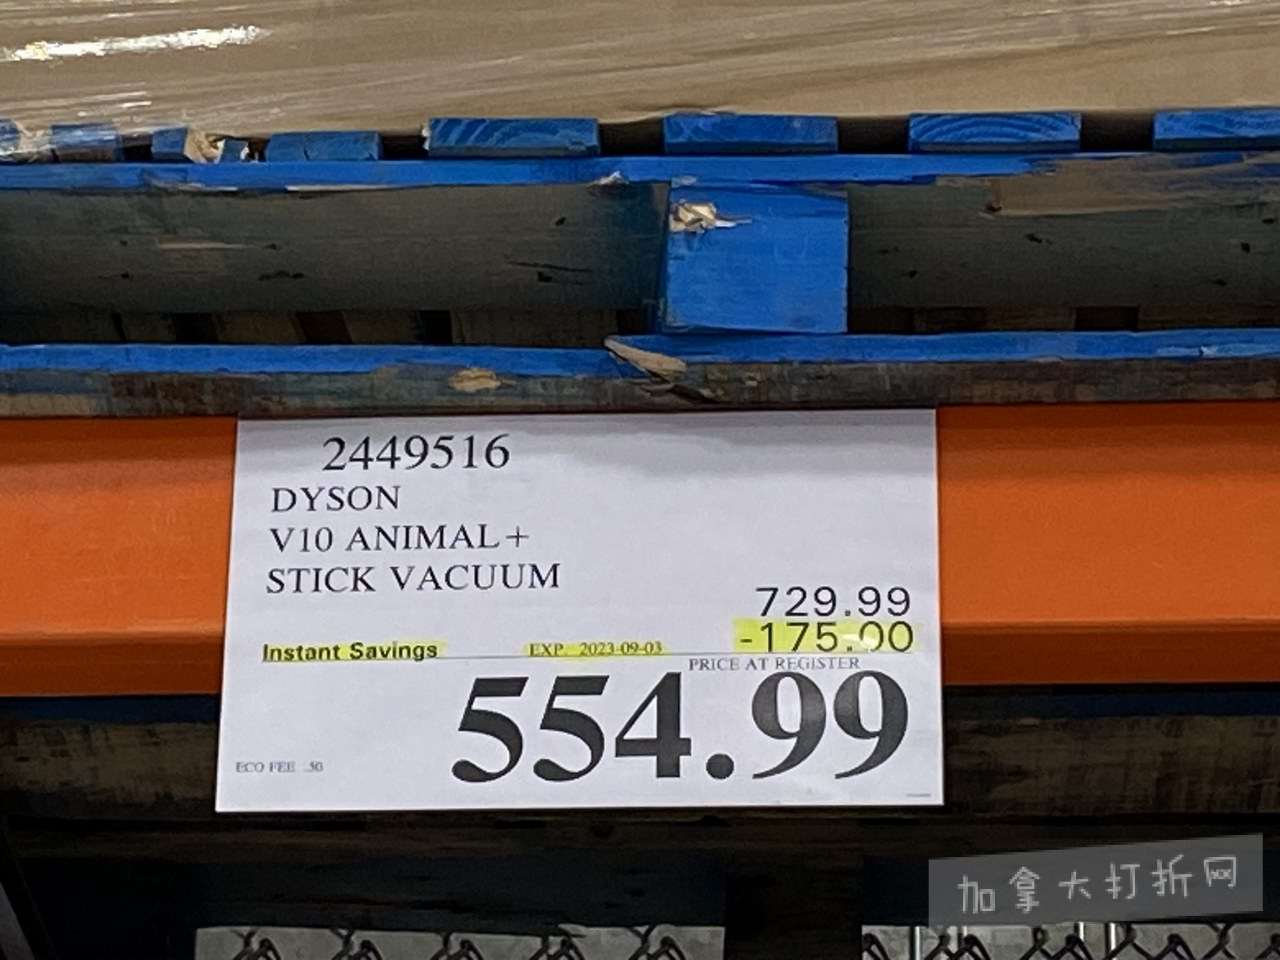 2449516
DYSON
V10 ANIMAL+
STICK VACUUM
729.99
Instant Savings EXP. 2023-09-03 -175.00
PRICE AT REGISTER
554.99
ECO FEE .50
加拿大打折网